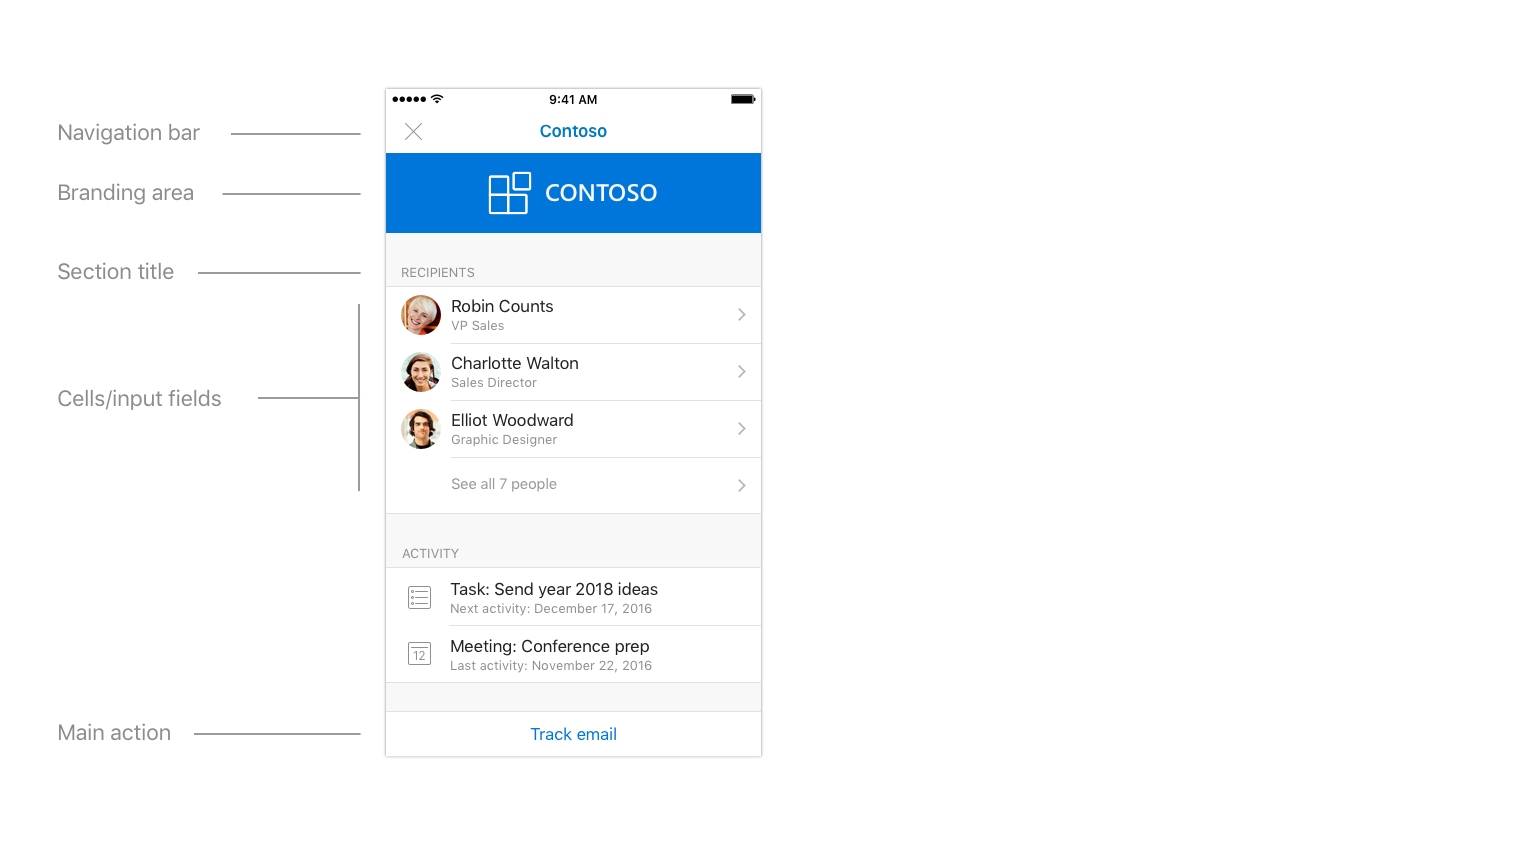 9:41 AM
Navigation bar
Contoso
Branding area
CONTOSO
Section title
RECIPIENTS
Robin Counts
VP Sales
Charlotte Walton
Sales Director
Cells/input fields
Elliot Woodward
Graphic Designer
See all 7 people
ACTIVITY
Task: Send year 2018 ideas
Next activity: December 17, 2016
12
Meeting: Conference prep
Last activity: November 22, 2016
Main action
Track email